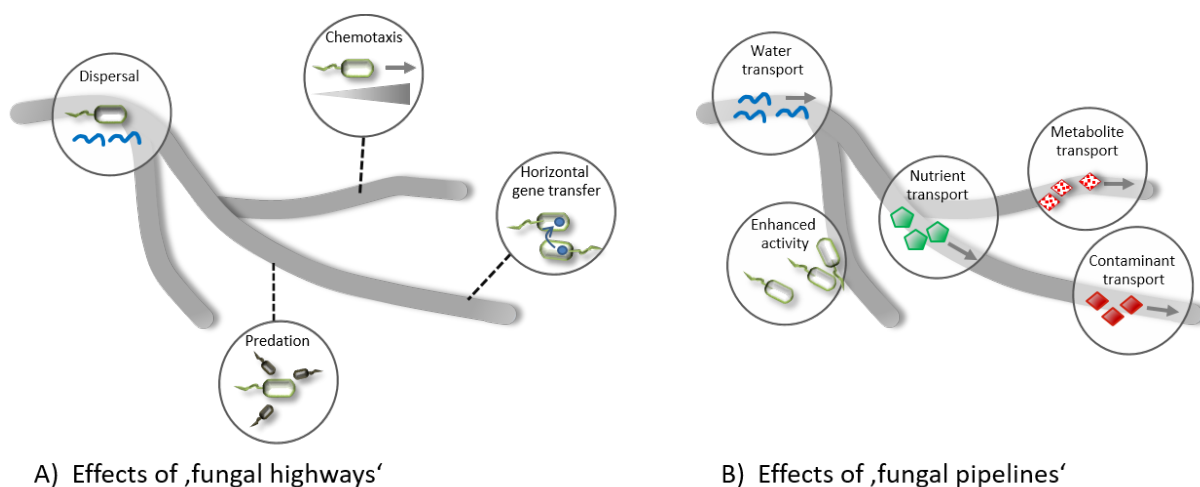 Dispersal
Chemotaxis
Horizontal
gene transfer
Predation
A) Effects of ‚fungal highways‘
Water
transport
Metabolite
transport
Nutrient
transport
Enhanced
activity
Contaminant
transport
B) Effects of ‚fungal pipelines‘